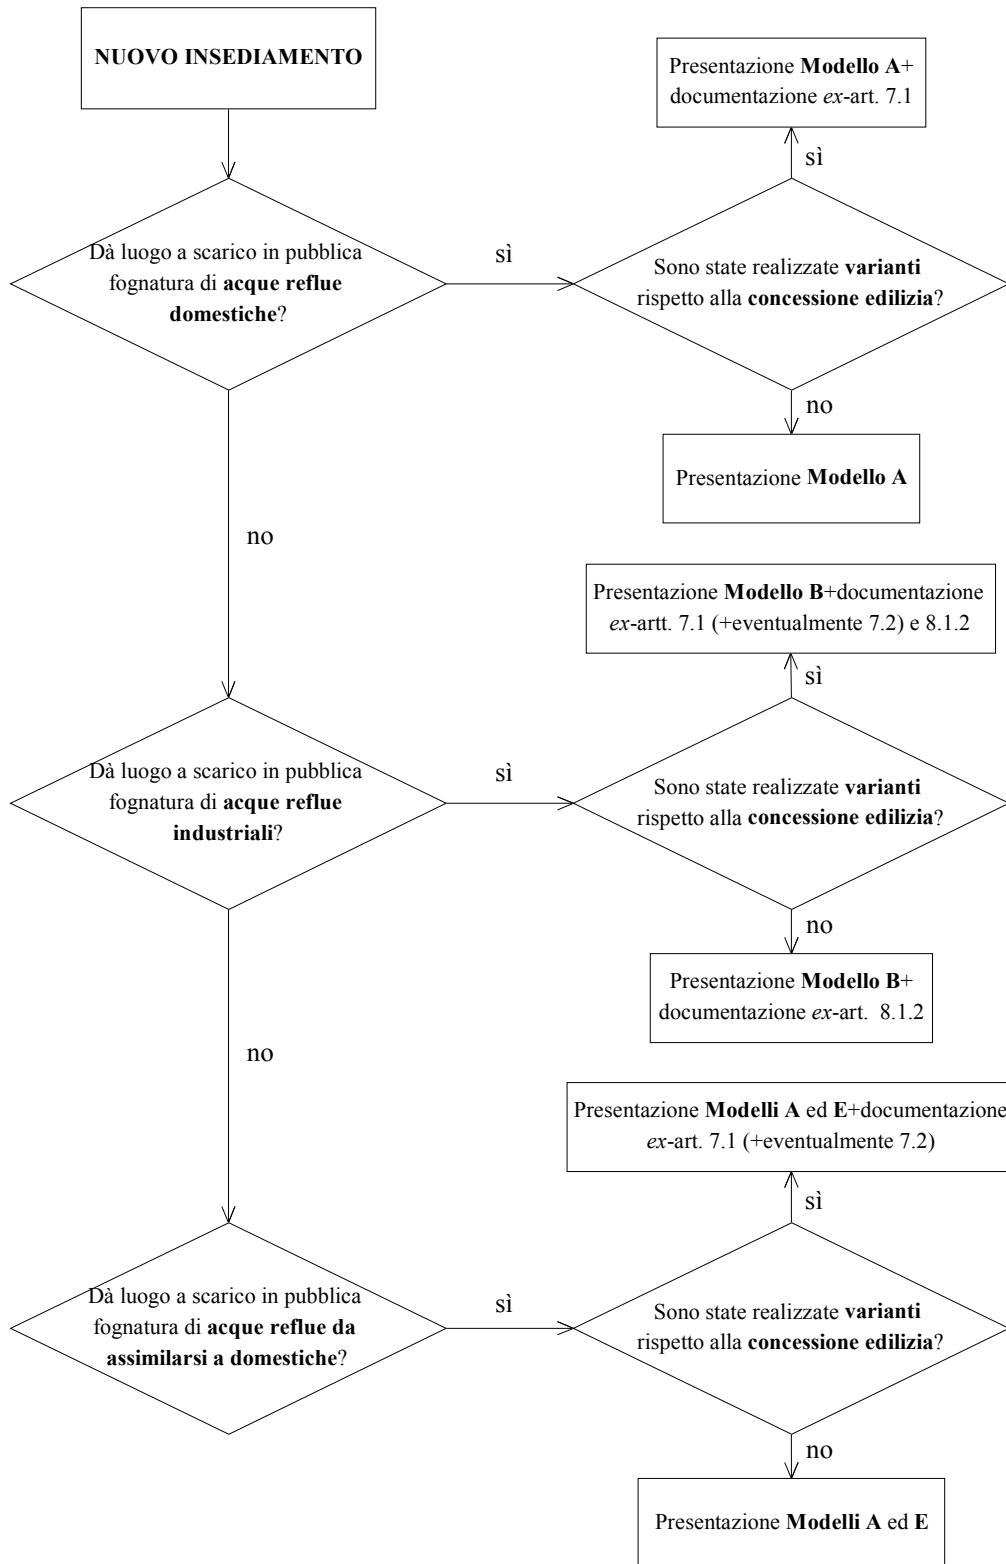 NUOVO INSEDIAMENTO
Presentazione Modello A+
documentazione ex-art. 7.1
sì
Dà luogo a scarico in pubblica
fognatura di acque reflue
domestiche?
sì
Sono state realizzate varianti
rispetto alla concessione edilizia?
no
Presentazione Modello A
no
Presentazione Modello B+documentazione
ex-artt. 7.1 (+eventualmente 7.2) e 8.1.2
sì
Dà luogo a scarico in pubblica
fognatura di acque reflue
industriali?
sì
Sono state realizzate varianti
rispetto alla concessione edilizia?
no
Presentazione Modello B+
documentazione ex-art.  8.1.2
no
Presentazione Modelli A ed E+documentazione
ex-art. 7.1 (+eventualmente 7.2)
sì
Dà luogo a scarico in pubblica
fognatura di acque reflue da
assimilarsi a domestiche?
sì
Sono state realizzate varianti
rispetto alla concessione edilizia?
no
Presentazione Modelli A ed E